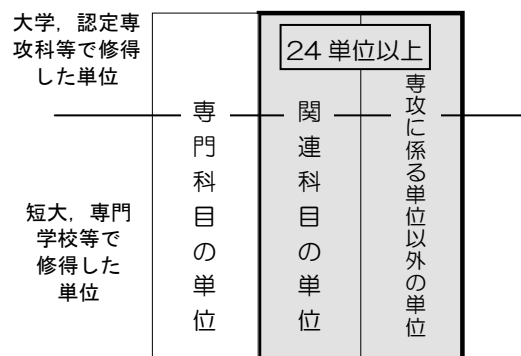 大学，認定専
攻科等で修得
した単位
24 単位以上
専門科目の単位
関連科目の単位
専攻に係る単位以外の単位
短大，専門
学校等で
修得した
単位